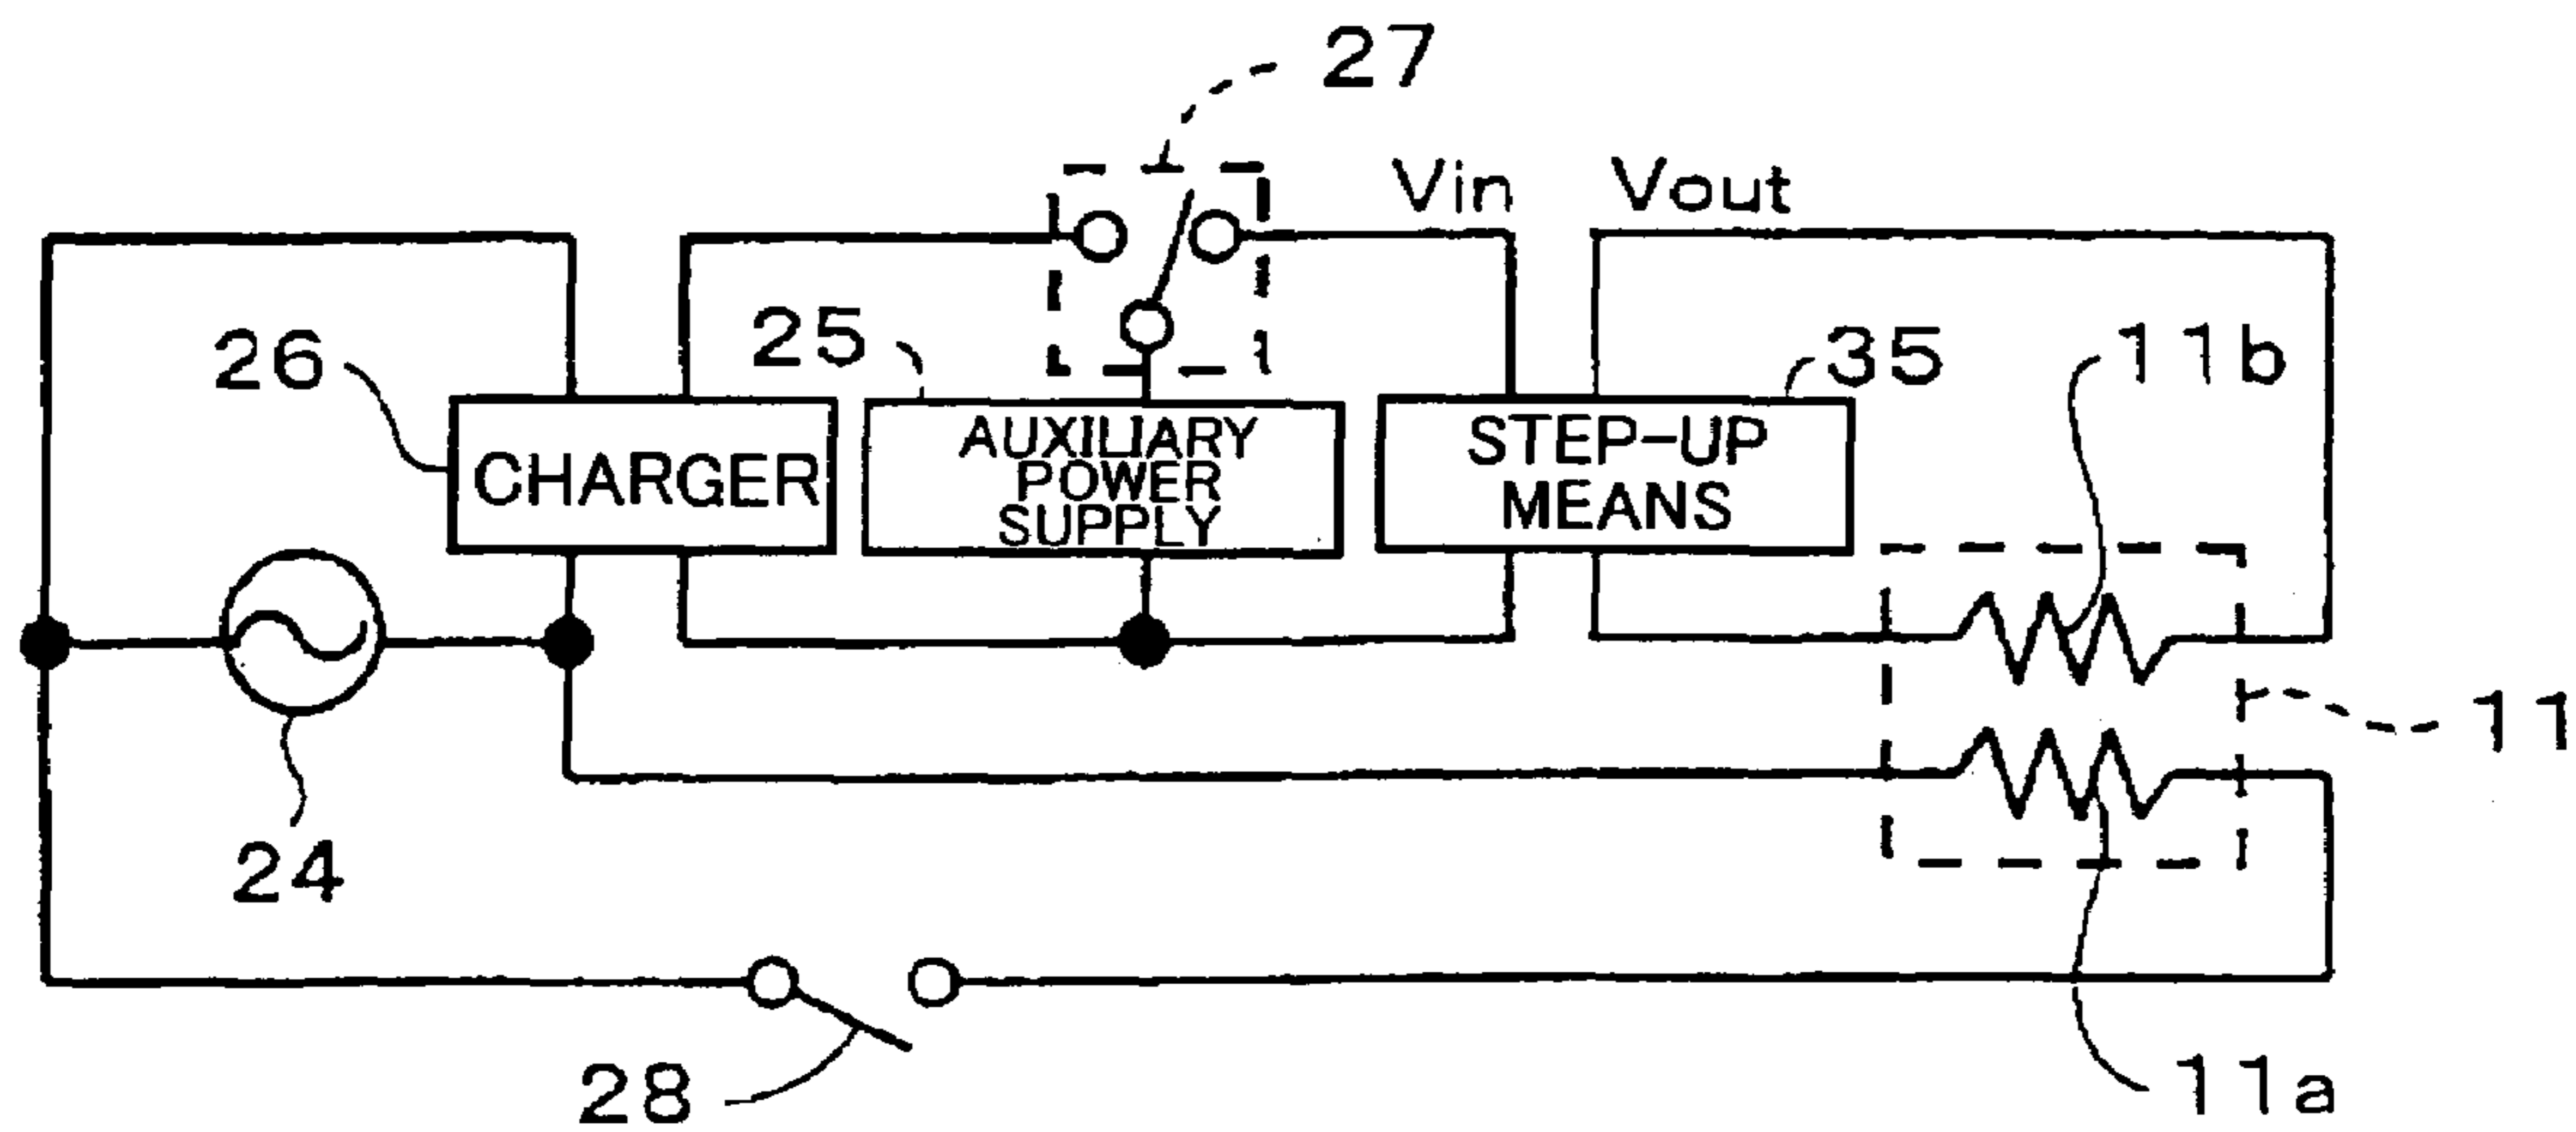 27
Vin
Vout
26
25
35
11b
CHARGER
AUXILIARY
POWER
SUPPLY
STEP-UP
MEANS
11
24
28
11a